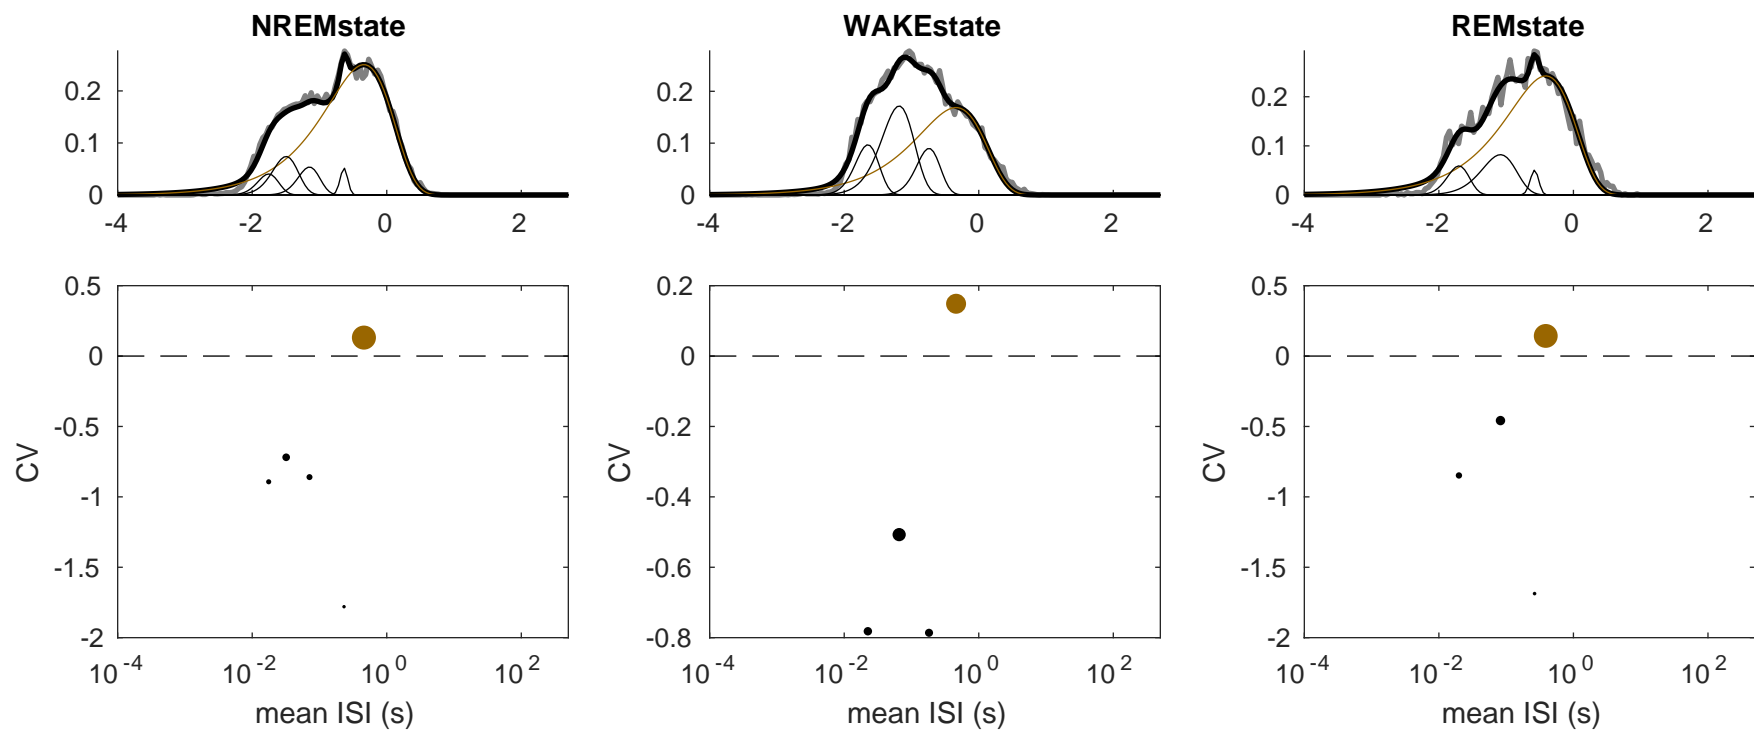 NREMstate WAKEstate REMstate
0.2 0.2 0.2
0.1 0.1 0.1
0 0 0
-4 -2 0 2 -4 -2 0 2 -4 -2 0 2
0.5 0.2 0.5
0 0 0
-0.5 -0.2 -0.5
CV CV CV
-1 -0.4 -1
-1.5 -0.6 -1.5
-2 -0.8 -2
10^-4 10^-2 10^0 10^2 10^-4 10^-2 10^0 10^2 10^-4 10^-2 10^0 10^2
mean ISI (s) mean ISI (s) mean ISI (s)